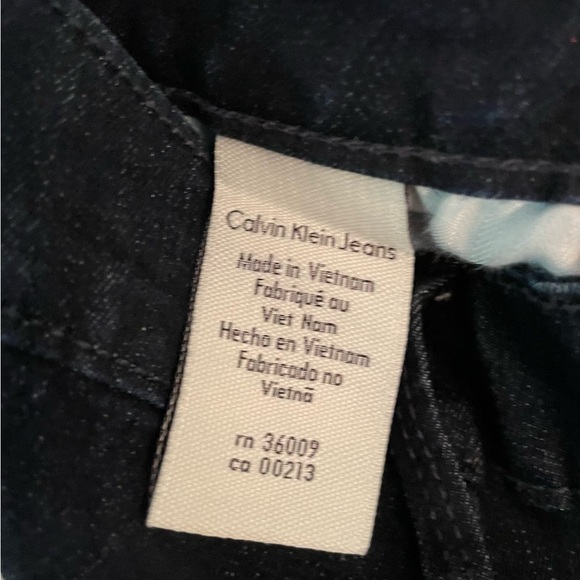 Calvin Klein Jeans
Made in Vietnam
Fabriqué au
Viet Nam
Hecho en Vietnam
Fabricado no
Vietnã
rn 36009
ca 00213